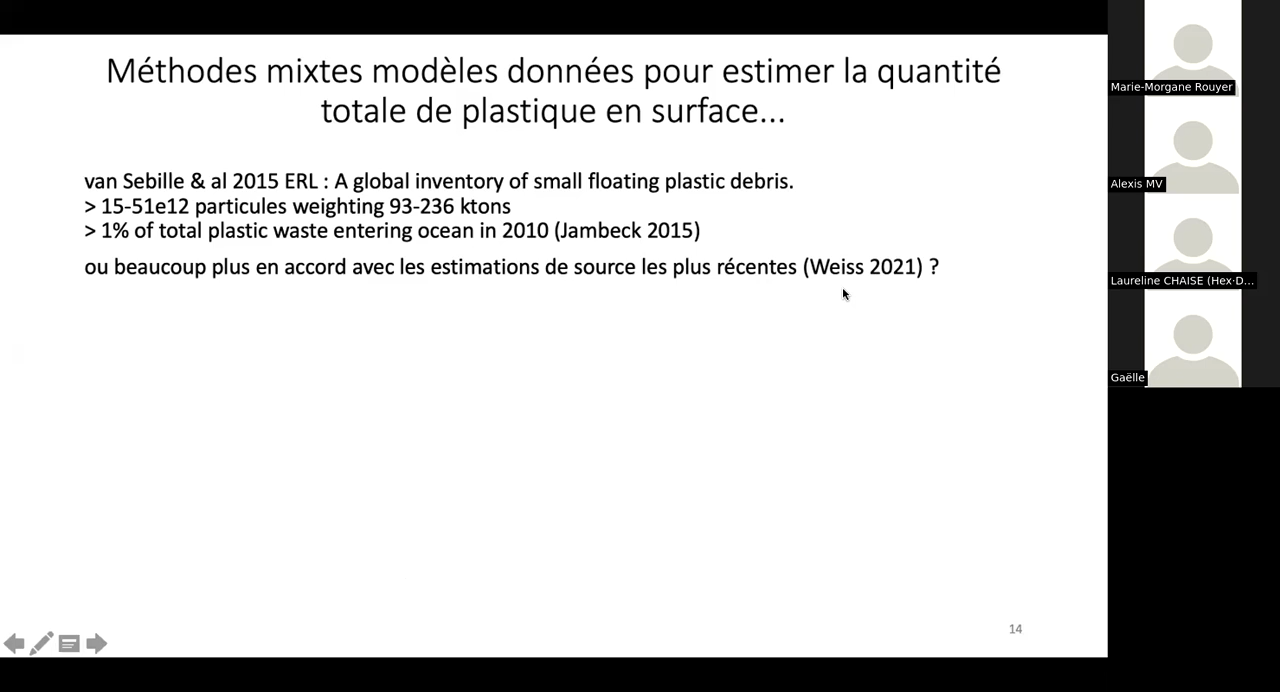 Méthodes mixtes modèles données pour estimer la quantité
totale de plastique en surface...
van Sebille & al 2015 ERL : A global inventory of small floating plastic debris.
> 15-51e12 particules weighting 93-236 ktons
> 1% of total plastic waste entering ocean in 2010 (Jambeck 2015)
ou beaucoup plus en accord avec les estimations de source les plus récentes (Weiss 2021) ?
14
Marie-Morgane Rouyer
Alexis MV
Laureline CHAISE (Hex·D...
Gaëlle